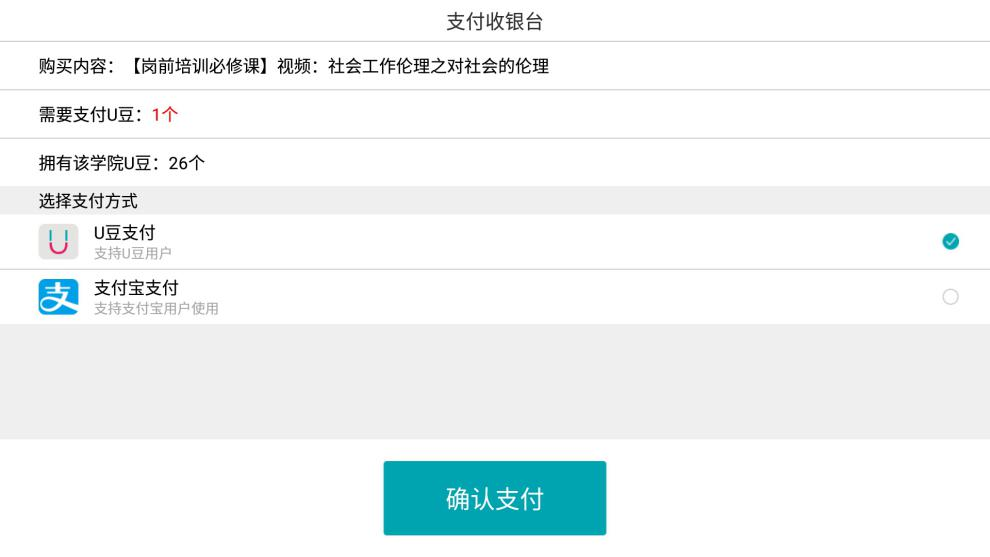 支付收银台
购买内容：【岗前培训必修课】视频：社会工作伦理之对社会的伦理
需要支付U豆：1个
拥有该学院U豆：26个
选择支付方式
U豆支付
支持U豆用户
支付宝支付
支持支付宝用户使用
确认支付